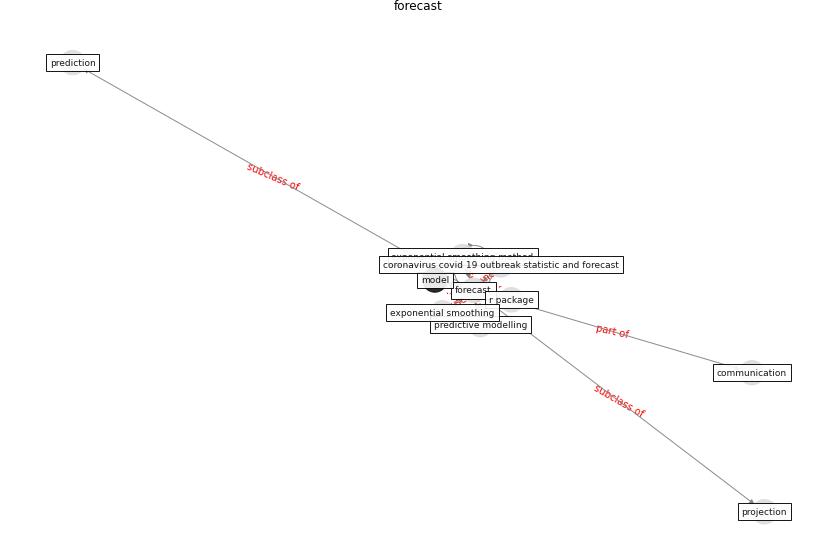 forecast
prediction
subclass of
exponential smoothing method
coronavirus covid 19 outbreak statistic and forecast
model
forecast
r package
exponential smoothing
predictive modelling
part of
communication
subclass of
projection